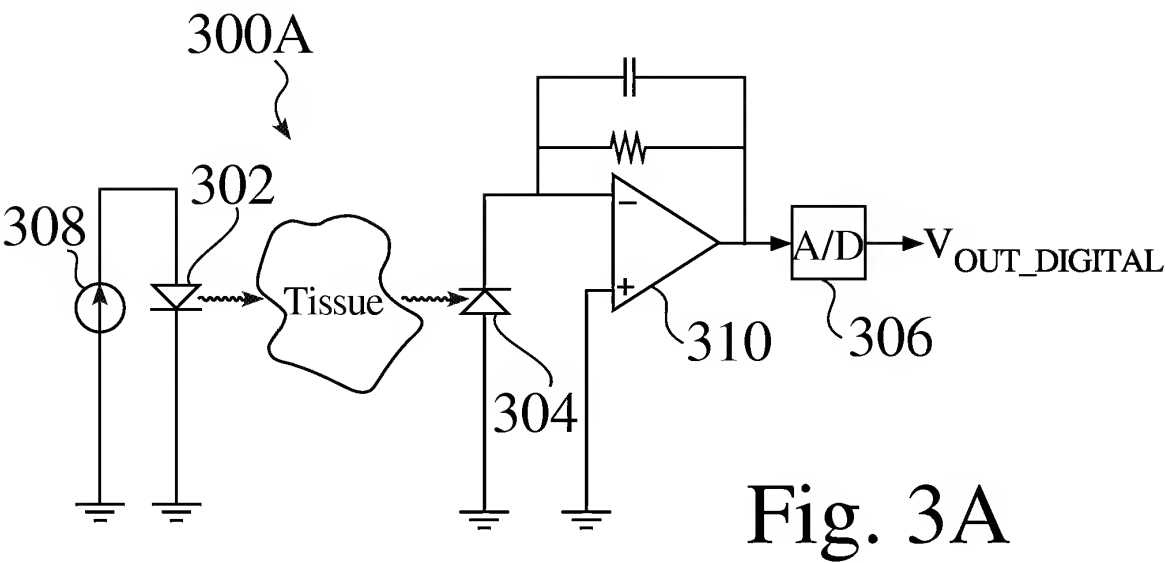 300A
302
308
Tissue
−
+
A/D
V_OUT_DIGITAL
310
306
304
Fig. 3A